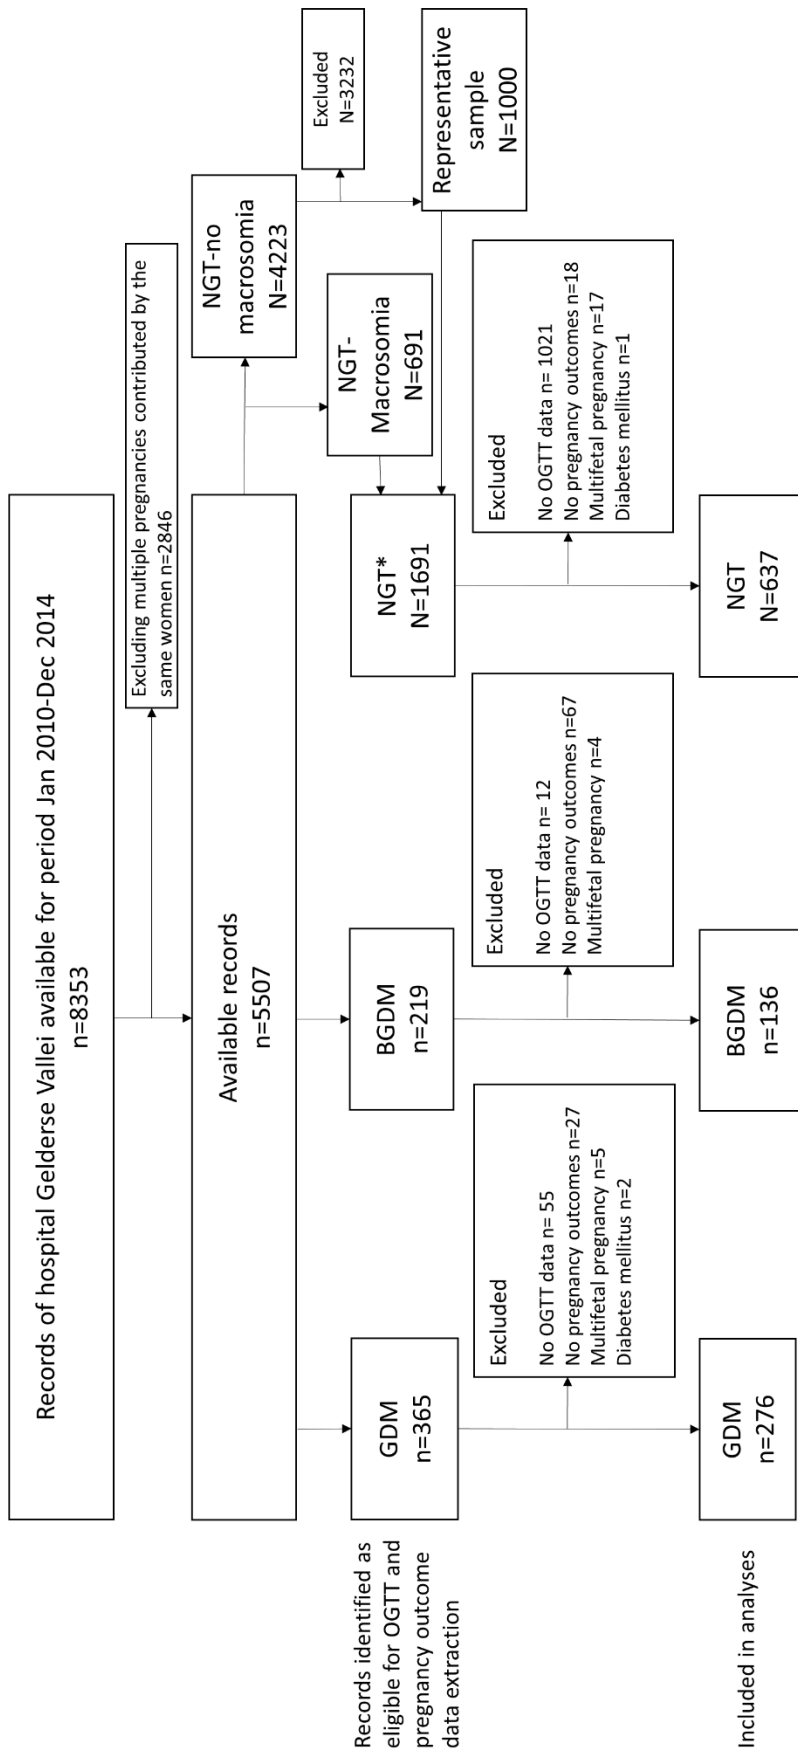 Records of hospital Gelderse Vallei available for period Jan 2010-Dec 2014
n=8353
Excluding multiple pregnancies contributed by the
same women n=2846
Available records
n=5507
NGT-no
macrosomia
N=4223
Excluded
N=3232
NGT-
Macrosomia
N=691
Representative
sample
N=1000
Records identified as
eligible for OGTT and
pregnancy outcome
data extraction
GDM
n=365
BGDM
n=219
NGT*
N=1691
Excluded
No OGTT data n= 55
No pregnancy outcomes n=27
Multifetal pregnancy n=5
Diabetes mellitus n=2
Excluded
No OGTT data n= 12
No pregnancy outcomes n=67
Multifetal pregnancy n=4
Excluded
No OGTT data n= 1021
No pregnancy outcomes n=18
Multifetal pregnancy n=17
Diabetes mellitus n=1
Included in analyses
GDM
n=276
BGDM
n=136
NGT
N=637